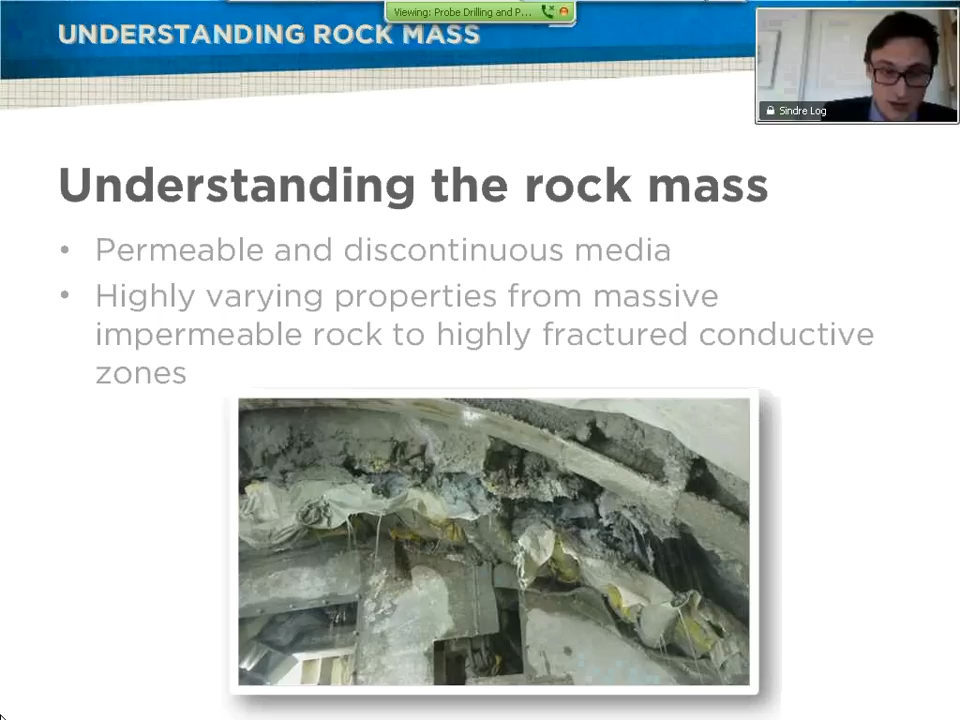 Viewing: Probe Drilling and P...
UNDERSTANDING ROCK MASS
Sindre Log
Understanding the rock mass
• Permeable and discontinuous media
• Highly varying properties from massive
impermeable rock to highly fractured conductive
zones